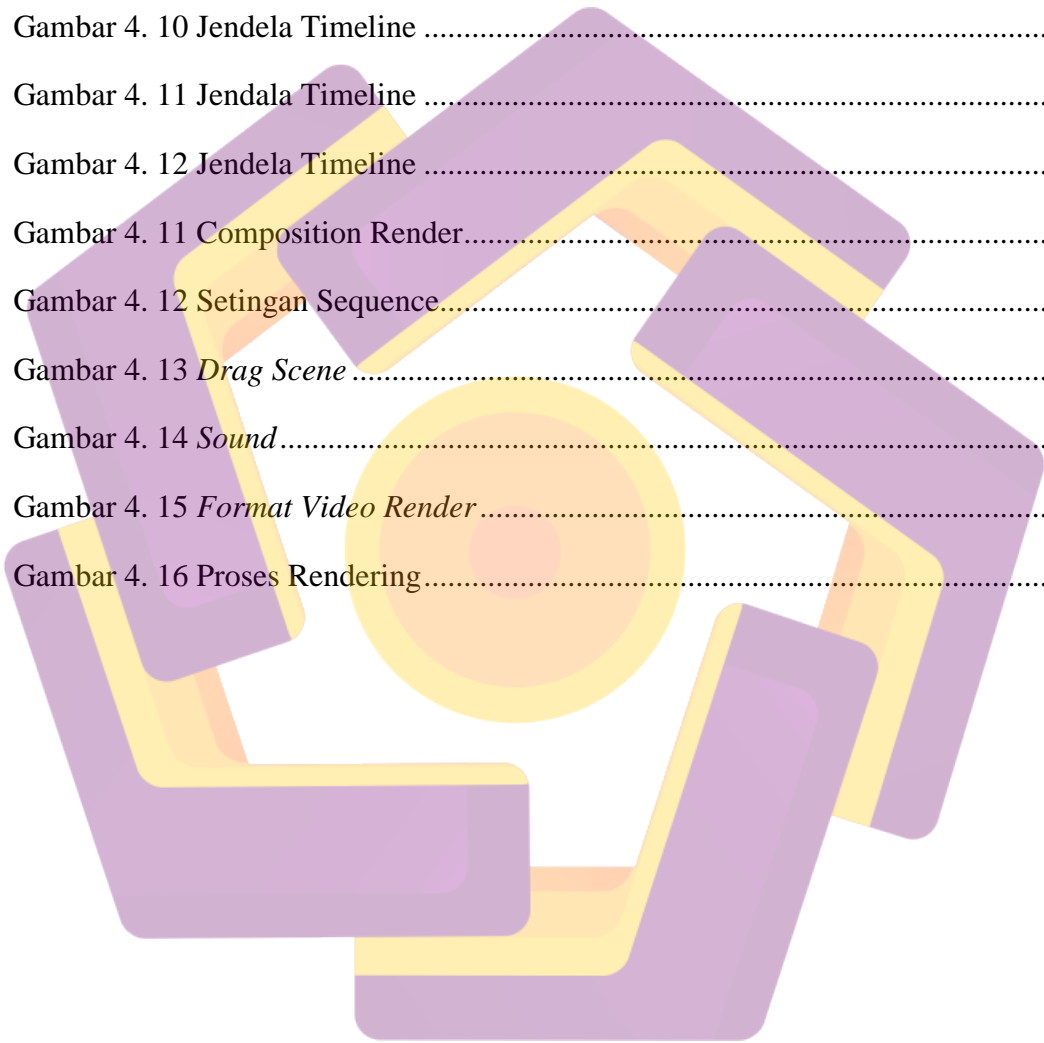 Gambar 4. 10 Jendela Timeline ................................................................................
Gambar 4. 11 Jendala Timeline ................................................................................
Gambar 4. 12 Jendela Timeline ................................................................................
Gambar 4. 11 Composition Render..........................................................................
Gambar 4. 12 Setingan Sequence.............................................................................
Gambar 4. 13 Drag Scene .........................................................................................
Gambar 4. 14 Sound..................................................................................................
Gambar 4. 15 Format Video Render ........................................................................
Gambar 4. 16 Proses Rendering................................................................................